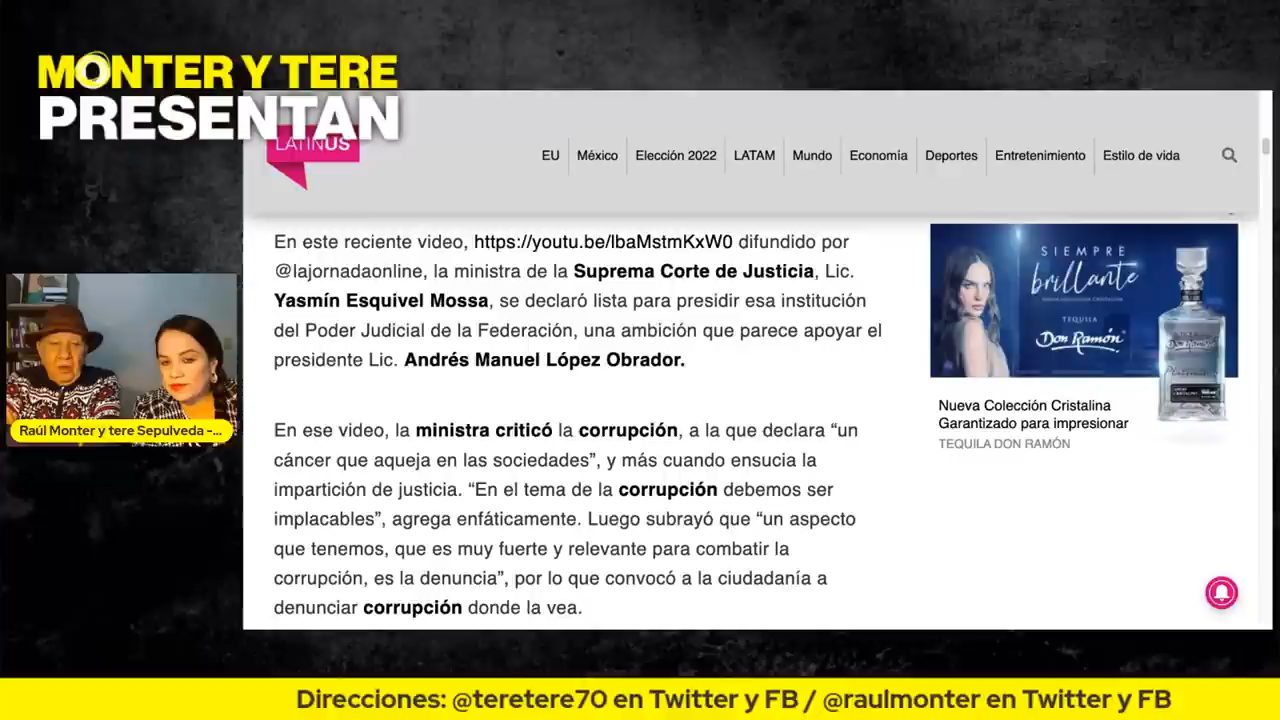 MONTER Y TERE
PRESENTAN
LATINUS
EU México Elección 2022 LATAM Mundo Economía Deportes Entretenimiento Estilo de vida
En este reciente video, https://youtu.be/lbaMstmKxW0 difundido por
@lajornadaonline, la ministra de la Suprema Corte de Justicia, Lic.
Yasmín Esquivel Mossa, se declaró lista para presidir esa institución
del Poder Judicial de la Federación, una ambición que parece apoyar el
presidente Lic. Andrés Manuel López Obrador.
En ese video, la ministra criticó la corrupción, a la que declara “un
cáncer que aqueja en las sociedades”, y más cuando ensucia la
impartición de justicia. “En el tema de la corrupción debemos ser
implacables”, agrega enfáticamente. Luego subrayó que “un aspecto
que tenemos, que es muy fuerte y relevante para combatir la
corrupción, es la denuncia”, por lo que convocó a la ciudadanía a
denunciar corrupción donde la vea.
SIEMPRE
brillante
TEQUILA
Don Ramón
Nueva Colección Cristalina
Garantizado para impresionar
TEQUILA DON RAMÓN
Raúl Monter y tere Sepulveda -...
Direcciones: @teretere70 en Twitter y FB / @raulmonter en Twitter y FB